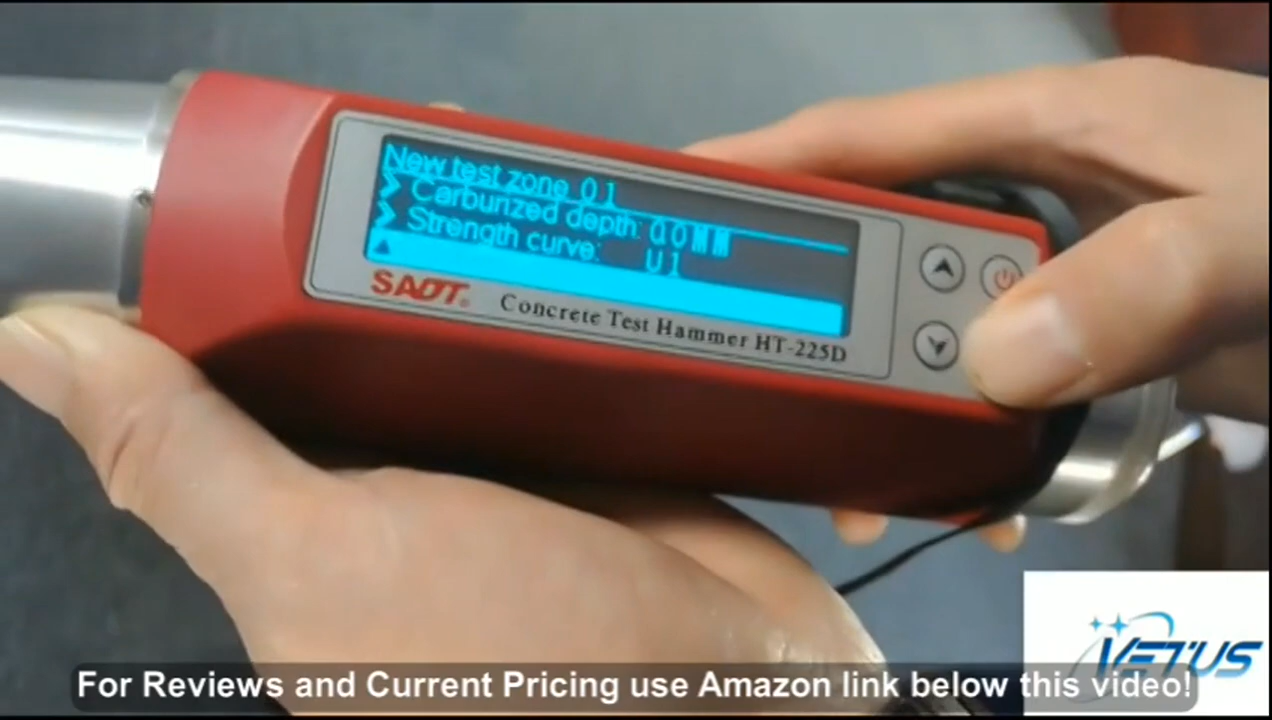 New test zone 01
Carburized depth: 0.0MM
Strength curve: U1
SADT®
Concrete Test Hammer HT-225D
VETUS
For Reviews and Current Pricing use Amazon link below this video!